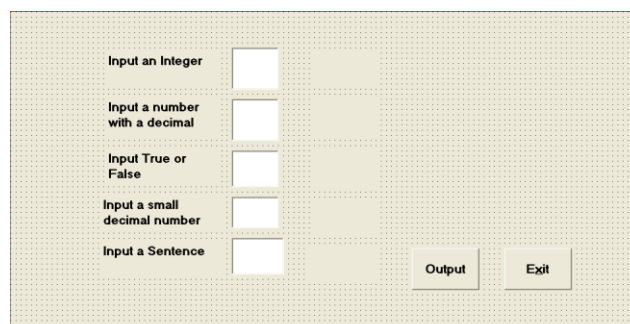 Input an Integer
Input a number
with a decimal
Input True or
False
Input a small
decimal number
Input a Sentence
Output
Exit